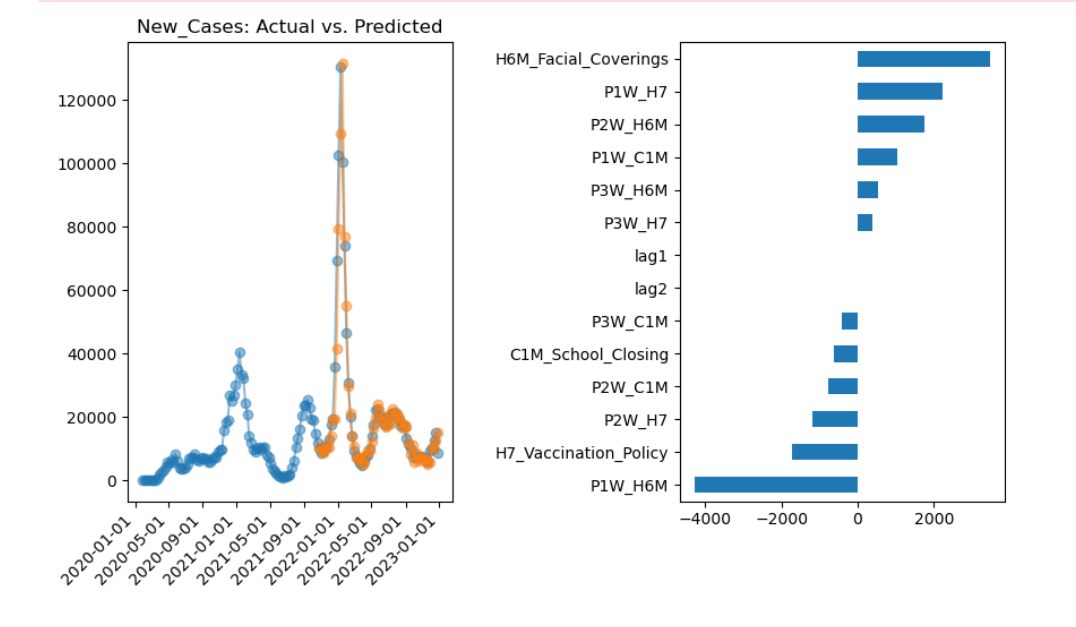 New_Cases: Actual vs. Predicted
120000
100000
80000
60000
40000
20000
0
2020-01-01
2020-05-01
2020-09-01
2021-01-01
2021-05-01
2021-09-01
2022-01-01
2022-05-01
2022-09-01
2023-01-01
H6M_Facial_Coverings
P1W_H7
P2W_H6M
P1W_C1M
P3W_H6M
P3W_H7
lag1
lag2
P3W_C1M
C1M_School_Closing
P2W_C1M
P2W_H7
H7_Vaccination_Policy
P1W_H6M
−4000 −2000 0 2000